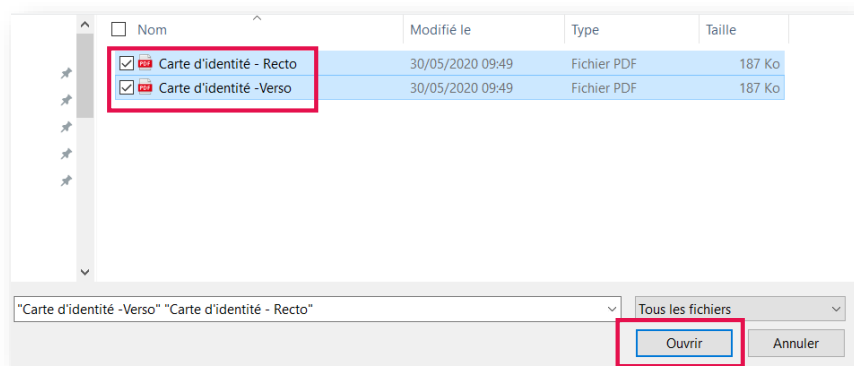 Nom Modifié le Type Taille
PDF Carte d'identité - Recto 30/05/2020 09:49 Fichier PDF 187 Ko
PDF Carte d'identité -Verso 30/05/2020 09:49 Fichier PDF 187 Ko
"Carte d'identité -Verso" "Carte d'identité - Recto" Tous les fichiers
Ouvrir Annuler